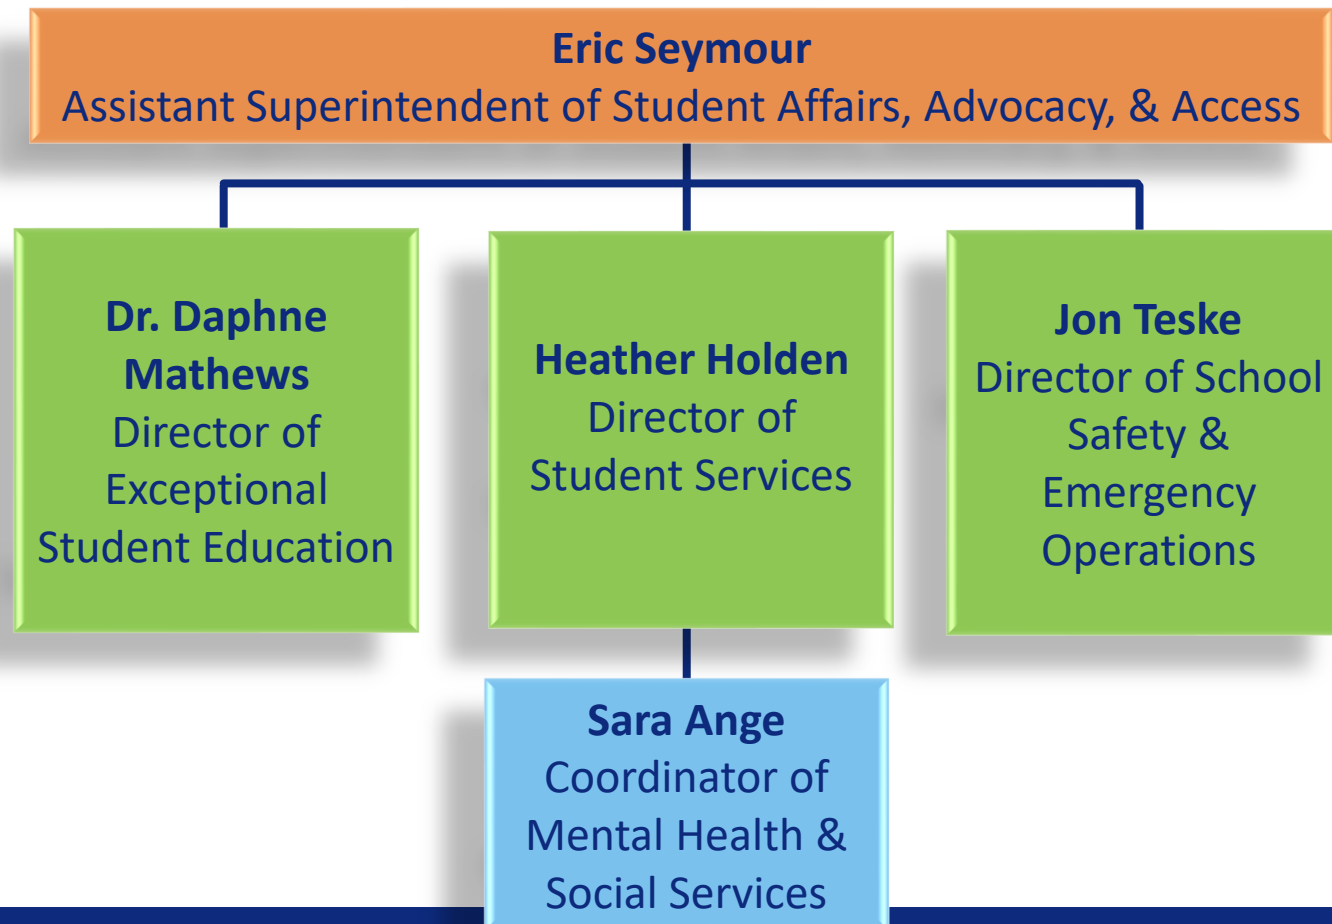 Eric Seymour
Assistant Superintendent of Student Affairs, Advocacy, & Access
Dr. Daphne
Mathews
Director of
Exceptional
Student Education
Heather Holden
Director of
Student Services
Jon Teske
Director of School
Safety &
Emergency
Operations
Sara Ange
Coordinator of
Mental Health &
Social Services